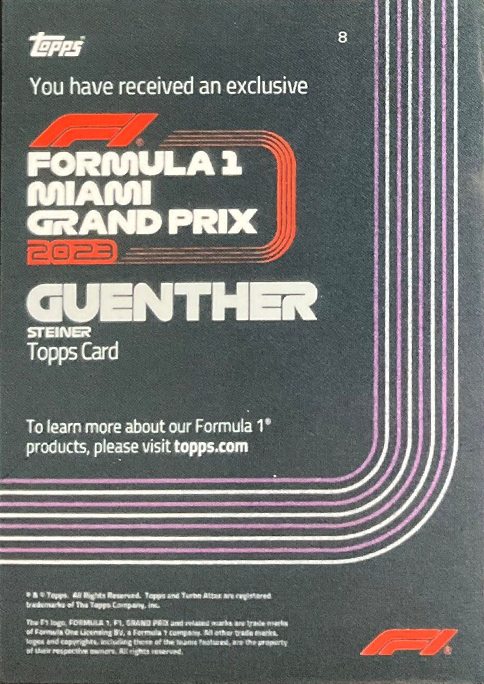 Topps®
8
You have received an exclusive
F1®
FORMULA 1
MIAMI
GRAND PRIX
2023
GUENTHER
STEINER
Topps Card
To learn more about our Formula 1®
products, please visit topps.com
® & © Topps. All Rights Reserved. Topps and Turbo Attax are registered
trademarks of The Topps Company, Inc.
The F1 logo, FORMULA 1, F1, GRAND PRIX and related marks are trade marks
of Formula One Licensing BV, a Formula 1 company. All other trade marks,
logos and copyrights, including those of the teams featured, are the property
of their respective owners. All rights reserved.
F1®